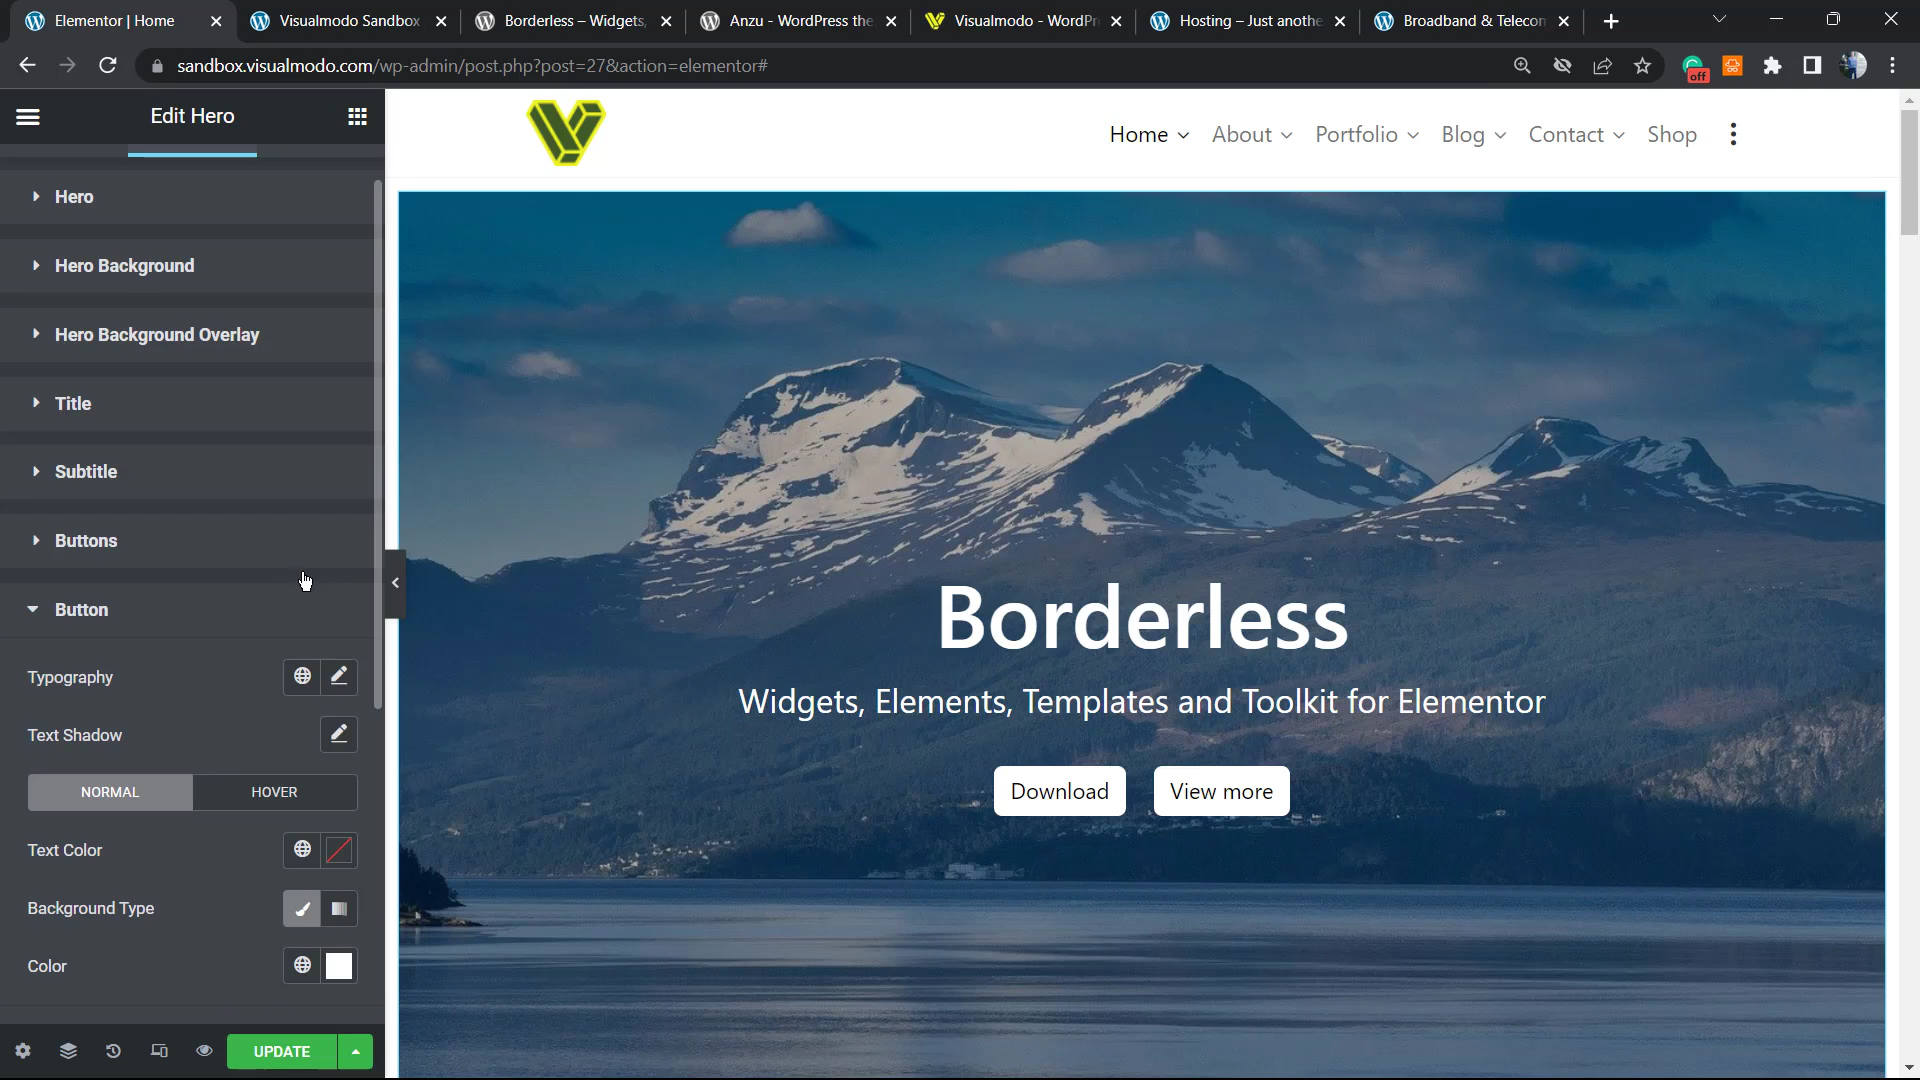 Elementor | Home
Visualmodo Sandbox
Borderless – Widgets,
Anzu - WordPress the
Visualmodo - WordPr
Hosting – Just anothe
Broadband & Telecom
sandbox.visualmodo.com/wp-admin/post.php?post=27&action=elementor#
off
Edit Hero
Home
About
Portfolio
Blog
Contact
Shop
Hero
Hero Background
Hero Background Overlay
Title
Subtitle
Buttons
Button
Typography
Text Shadow
NORMAL
HOVER
Text Color
Background Type
Color
UPDATE
Borderless
Widgets, Elements, Templates and Toolkit for Elementor
Download
View more